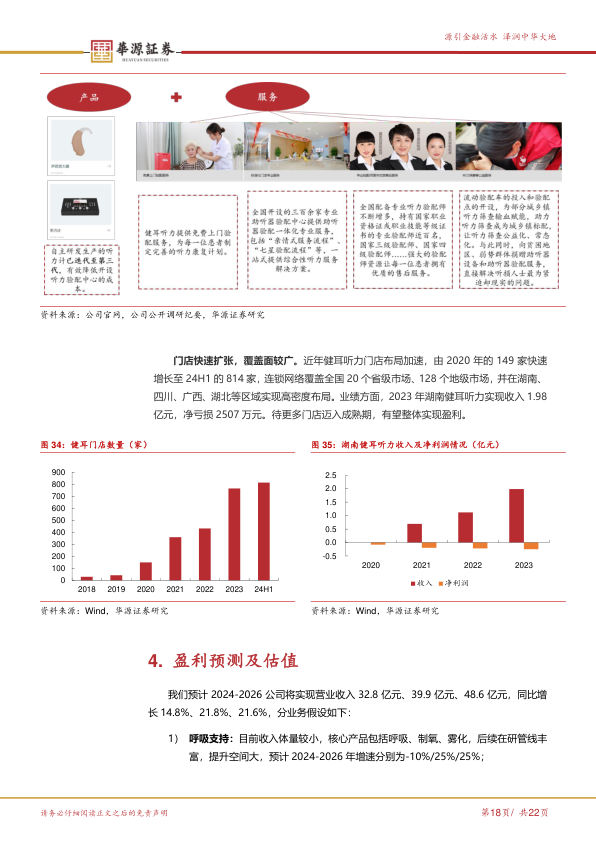 源引金融活水 泽润中华大地
華源証券
HUAYUAN SECURITIES
产品
服务
健耳听力提供免费上门验
配服务，为每一位患者制
定完善的听力康复计划。
全国开设的三百余家专业
助听器验配中心提供助听
器验配一体化专业服务，
包括“亲情式服务流程”、
“七星验配流程”等，一
站式提供综合性听力服务
解决方案。
全国配备专业听力验配师
不断增多，持有国家职业
资格证或职业技能等级证
书的专业验配师近百名，
国家三级验配师、国家四
级验配师……强大的验配
师资源让每一位患者拥有
优质的售后服务。
流动验配车的投入和验配
点的开设，为部分城乡镇
听力筛查输血赋能，助力
听力筛查成为城乡镇标配，
让听力筛查公益化、常态
化。与此同时，向贫困地
区、弱势群体捐赠助听器
设备和助听器验配服务，
直接解决听损人士最为紧
迫却现实的问题。
自主研发生产的听
力计已迭代至第三
代，有效降低开设
听力验配中心的成
本。
资料来源：公司官网，公司公开调研纪要，华源证券研究
门店快速扩张，覆盖面较广。近年健耳听力门店布局加速，由 2020 年的 149 家快速
增长至 24H1 的 814 家，连锁网络覆盖全国 20 个省级市场、128 个地级市场，并在湖南、
四川、广西、湖北等区域实现高密度布局。业绩方面，2023 年湖南健耳听力实现收入 1.98
亿元，净亏损 2507 万元。待更多门店迈入成熟期，有望整体实现盈利。
图 34：健耳门店数量（家）
900
800
700
600
500
400
300
200
100
0
2018 2019 2020 2021 2022 2023 24H1
资料来源：Wind，华源证券研究
图 35：湖南健耳听力收入及净利润情况（亿元）
2.5
2.0
1.5
1.0
0.5
0.0
-0.5
2020 2021 2022 2023
收入 净利润
资料来源：Wind，华源证券研究
4. 盈利预测及估值
我们预计 2024-2026 公司将实现营业收入 32.8 亿元、39.9 亿元、48.6 亿元，同比增
长 14.8%、21.8%、21.6%，分业务假设如下：
1） 呼吸支持：目前收入体量较小，核心产品包括呼吸、制氧、雾化，后续在研管线丰
富，提升空间大，预计 2024-2026 年增速分别为-10%/25%/25%；
请务必仔细阅读正文之后的免责声明
第18页/ 共22页